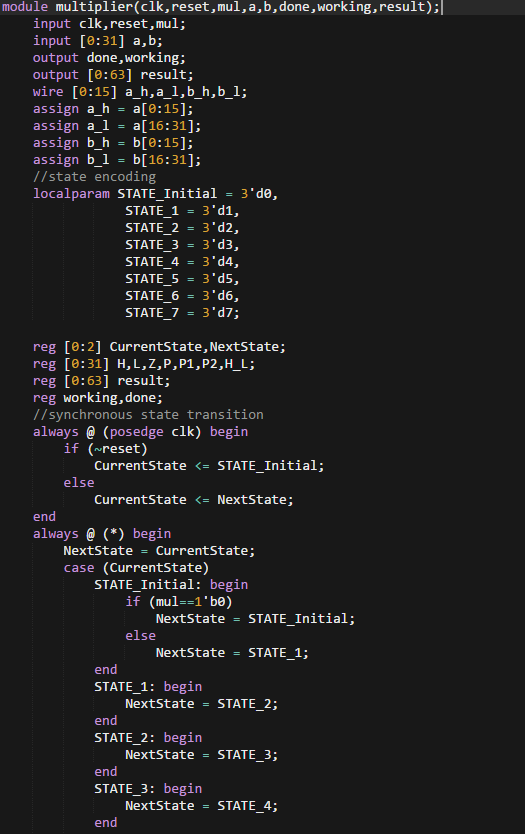 module multiplier(clk,reset,mul,a,b,done,working,result);
    input clk,reset,mul;
    input [0:31] a,b;
    output done,working;
    output [0:63] result;
    wire [0:15] a_h,a_l,b_h,b_l;
    assign a_h = a[0:15];
    assign a_l = a[16:31];
    assign b_h = b[0:15];
    assign b_l = b[16:31];
    //state encoding
    localparam STATE_Initial = 3'd0,
                STATE_1 = 3'd1,
                STATE_2 = 3'd2,
                STATE_3 = 3'd3,
                STATE_4 = 3'd4,
                STATE_5 = 3'd5,
                STATE_6 = 3'd6,
                STATE_7 = 3'd7;

    reg [0:2] CurrentState,NextState;
    reg [0:31] H,L,Z,P,P1,P2,H_L;
    reg [0:63] result;
    reg working,done;
    //synchronous state transition
    always @ (posedge clk) begin
        if (~reset)
            CurrentState <= STATE_Initial;
        else
            CurrentState <= NextState;
    end
    always @ (*) begin
        NextState = CurrentState;
        case (CurrentState)
            STATE_Initial: begin
                if (mul==1'b0)
                    NextState = STATE_Initial;
                else
                    NextState = STATE_1;
            end
            STATE_1: begin
                NextState = STATE_2;
            end
            STATE_2: begin
                NextState = STATE_3;
            end
            STATE_3: begin
                NextState = STATE_4;
            end